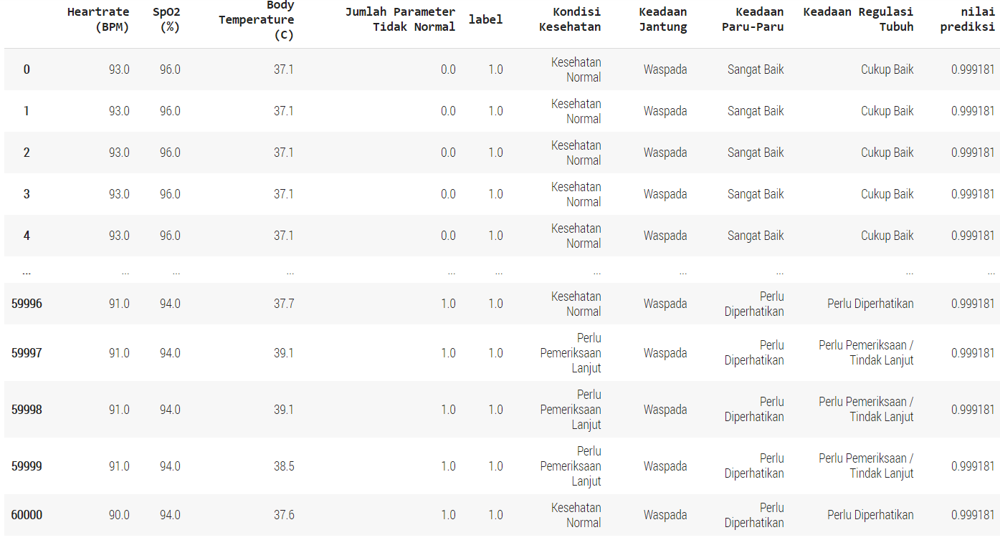 Heartrate (BPM) SpO2 (%) Body Temperature (C) Jumlah Parameter Tidak Normal label Kondisi Kesehatan Keadaan Jantung Keadaan Paru-Paru Keadaan Regulasi Tubuh nilai prediksi
0 93.0 96.0 37.1 0.0 1.0 Kesehatan Normal Waspada Sangat Baik Cukup Baik 0.999181
1 93.0 96.0 37.1 0.0 1.0 Kesehatan Normal Waspada Sangat Baik Cukup Baik 0.999181
2 93.0 96.0 37.1 0.0 1.0 Kesehatan Normal Waspada Sangat Baik Cukup Baik 0.999181
3 93.0 96.0 37.1 0.0 1.0 Kesehatan Normal Waspada Sangat Baik Cukup Baik 0.999181
4 93.0 96.0 37.1 0.0 1.0 Kesehatan Normal Waspada Sangat Baik Cukup Baik 0.999181
... ... ... ... ... ... ... ... ... ... ...
59996 91.0 94.0 37.7 1.0 1.0 Kesehatan Normal Waspada Perlu Diperhatikan Perlu Diperhatikan 0.999181
59997 91.0 94.0 39.1 1.0 1.0 Perlu Pemeriksaan Lanjut Waspada Perlu Diperhatikan Perlu Pemeriksaan / Tindak Lanjut 0.999181
59998 91.0 94.0 39.1 1.0 1.0 Perlu Pemeriksaan Lanjut Waspada Perlu Diperhatikan Perlu Pemeriksaan / Tindak Lanjut 0.999181
59999 91.0 94.0 38.5 1.0 1.0 Perlu Pemeriksaan Lanjut Waspada Perlu Diperhatikan Perlu Pemeriksaan / Tindak Lanjut 0.999181
60000 90.0 94.0 37.6 1.0 1.0 Kesehatan Normal Waspada Perlu Diperhatikan Perlu Diperhatikan 0.999181